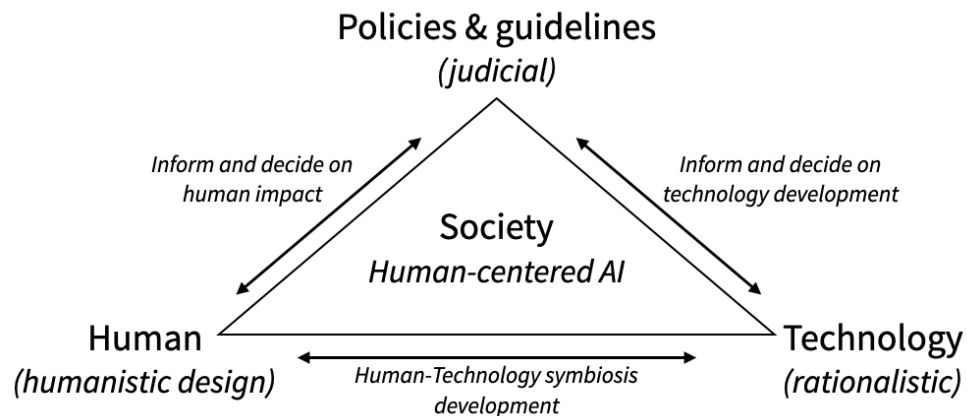 Policies & guidelines
(judicial)
Inform and decide on
human impact
Inform and decide on
technology development
Society
Human-centered AI
Human
(humanistic design)
Technology
(rationalistic)
Human-Technology symbiosis
development